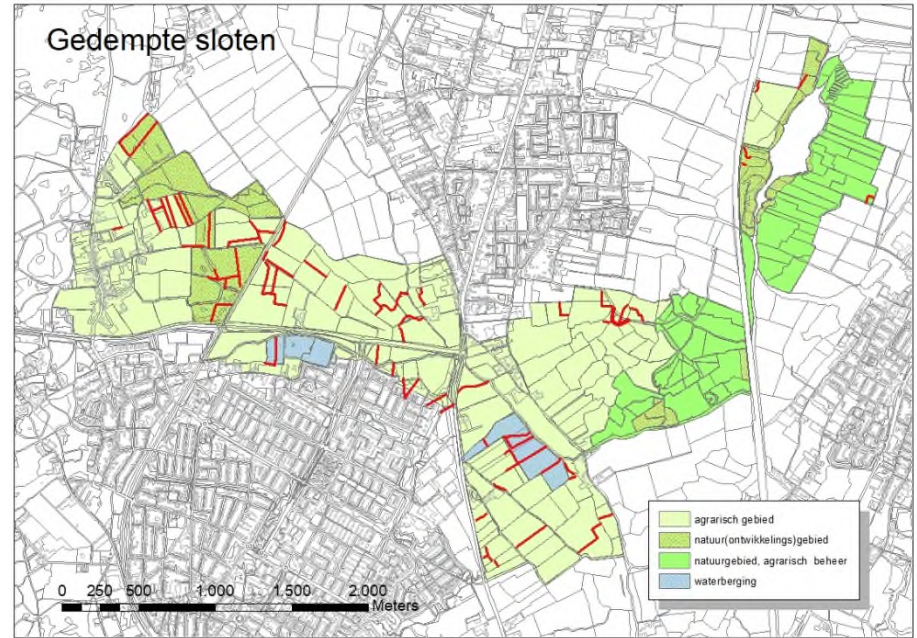 Gedempte sloten
agrarisch gebied
natuur(ontwikkelings)gebied
natuurgebied, agrarisch beheer
waterberging
0 250 500 1.000 1.500 2.000
Meters